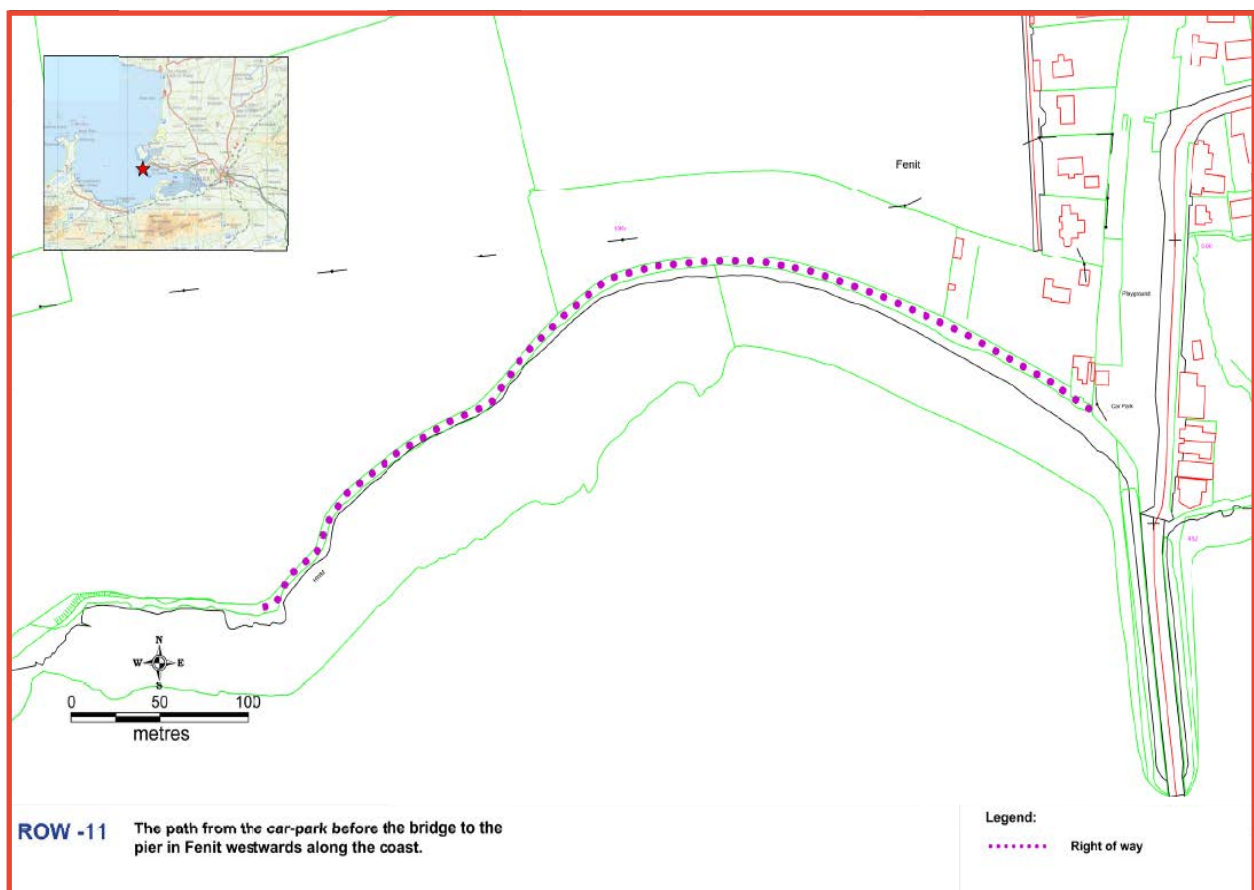 Fenit
Playground
Car Park
HWM
N
W E
S
0 50 100
metres
ROW -11
The path from the car-park before the bridge to the
pier in Fenit westwards along the coast.
Legend:
Right of way